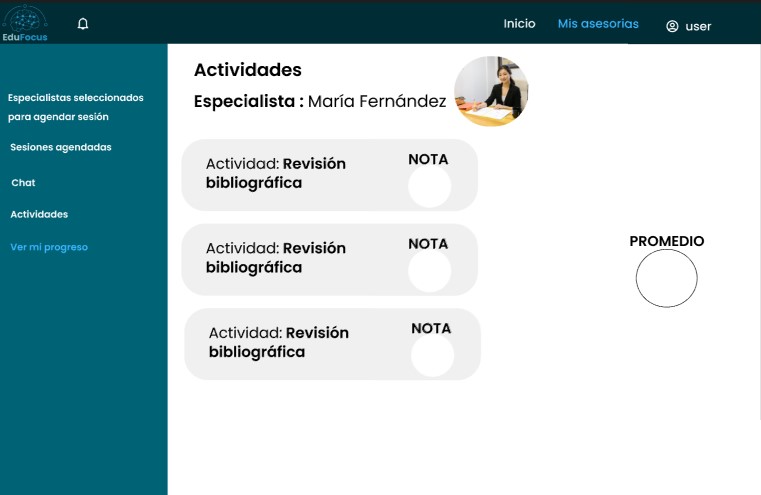 EduFocus
Inicio
Mis asesorias
user
Especialistas seleccionados
para agendar sesión
Sesiones agendadas
Chat
Actividades
Ver mi progreso
Actividades
Especialista : María Fernández
Actividad: Revisión
bibliográfica
NOTA
Actividad: Revisión
bibliográfica
NOTA
Actividad: Revisión
bibliográfica
NOTA
PROMEDIO